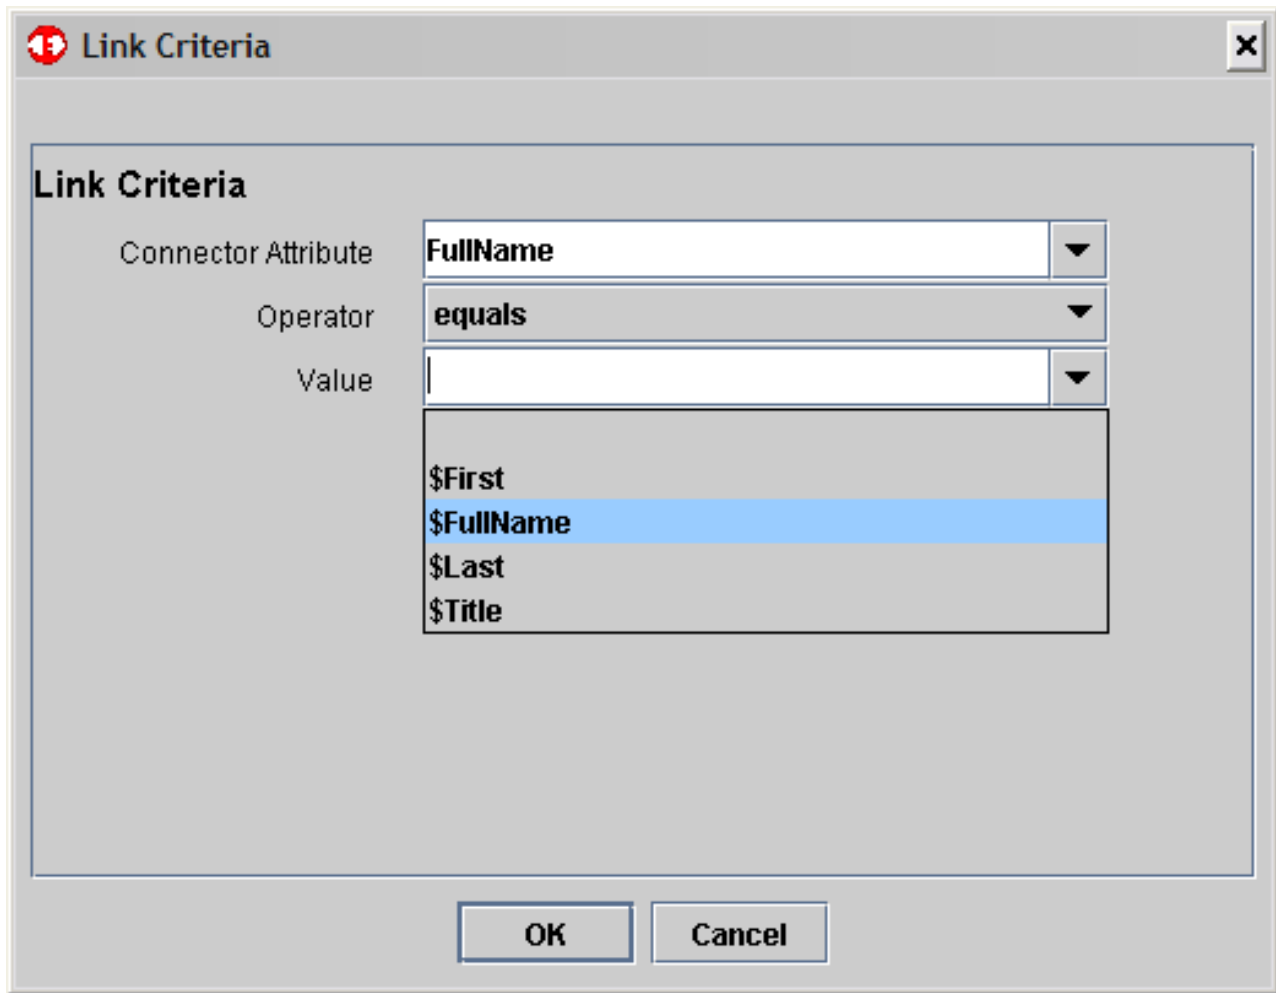 Link Criteria
Link Criteria
Connector Attribute FullName
Operator equals
Value
$First
$FullName
$Last
$Title
OK Cancel